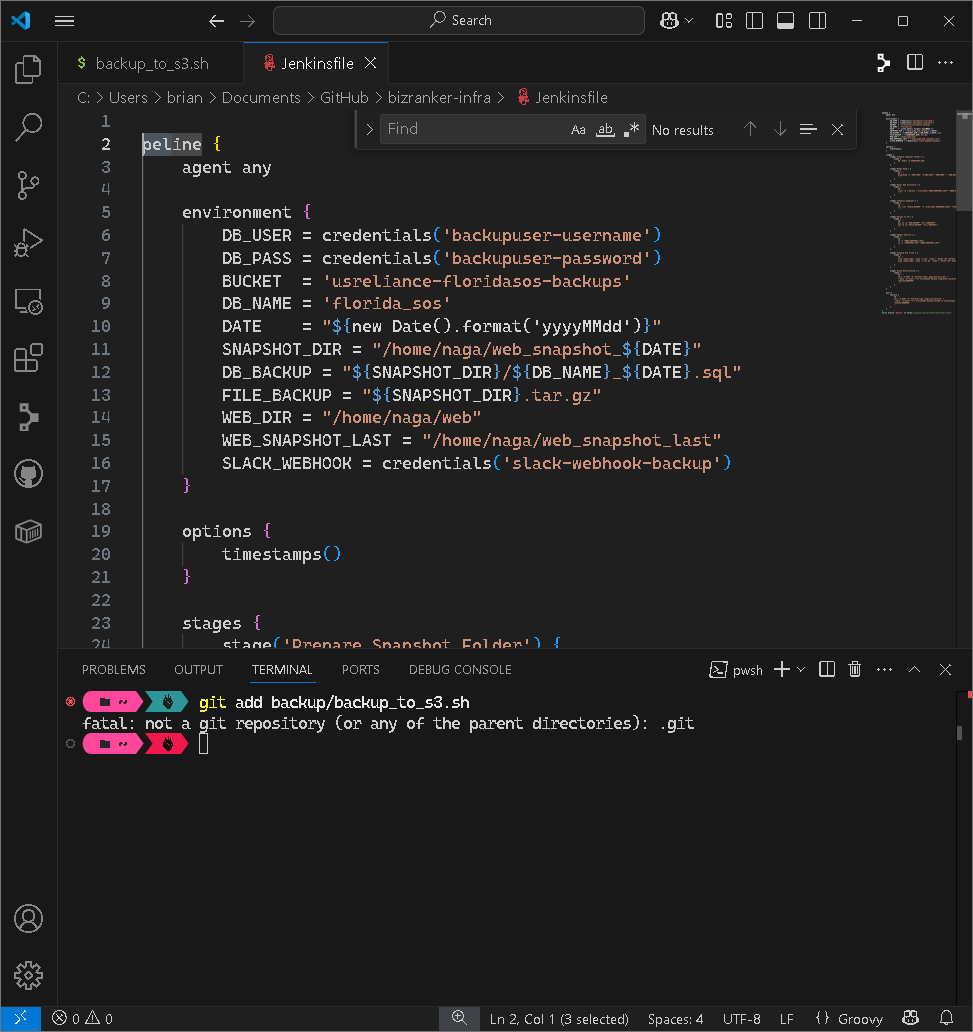 Search
$ backup_to_s3.sh
Jenkinsfile
C: > Users > brian > Documents > GitHub > bizranker-infra > Jenkinsfile
Find
Aa
ab
.*
No results
1
2 peline {
3 agent any
4
5 environment {
6 DB_USER = credentials('backupuser-username')
7 DB_PASS = credentials('backupuser-password')
8 BUCKET = 'usreliance-floridasos-backups'
9 DB_NAME = 'florida_sos'
10 DATE = "${new Date().format('yyyyMMdd')}"
11 SNAPSHOT_DIR = "/home/naga/web_snapshot_${DATE}"
12 DB_BACKUP = "${SNAPSHOT_DIR}/${DB_NAME}_${DATE}.sql"
13 FILE_BACKUP = "${SNAPSHOT_DIR}.tar.gz"
14 WEB_DIR = "/home/naga/web"
15 WEB_SNAPSHOT_LAST = "/home/naga/web_snapshot_last"
16 SLACK_WEBHOOK = credentials('slack-webhook-backup')
17 }
18
19 options {
20 timestamps()
21 }
22
23 stages {
24 stage('Prepare Snapshot Folder') {
PROBLEMS OUTPUT TERMINAL PORTS DEBUG CONSOLE
pwsh
~ git add backup/backup_to_s3.sh
fatal: not a git repository (or any of the parent directories): .git
~
0 0
Ln 2, Col 1 (3 selected) Spaces: 4 UTF-8 LF {} Groovy